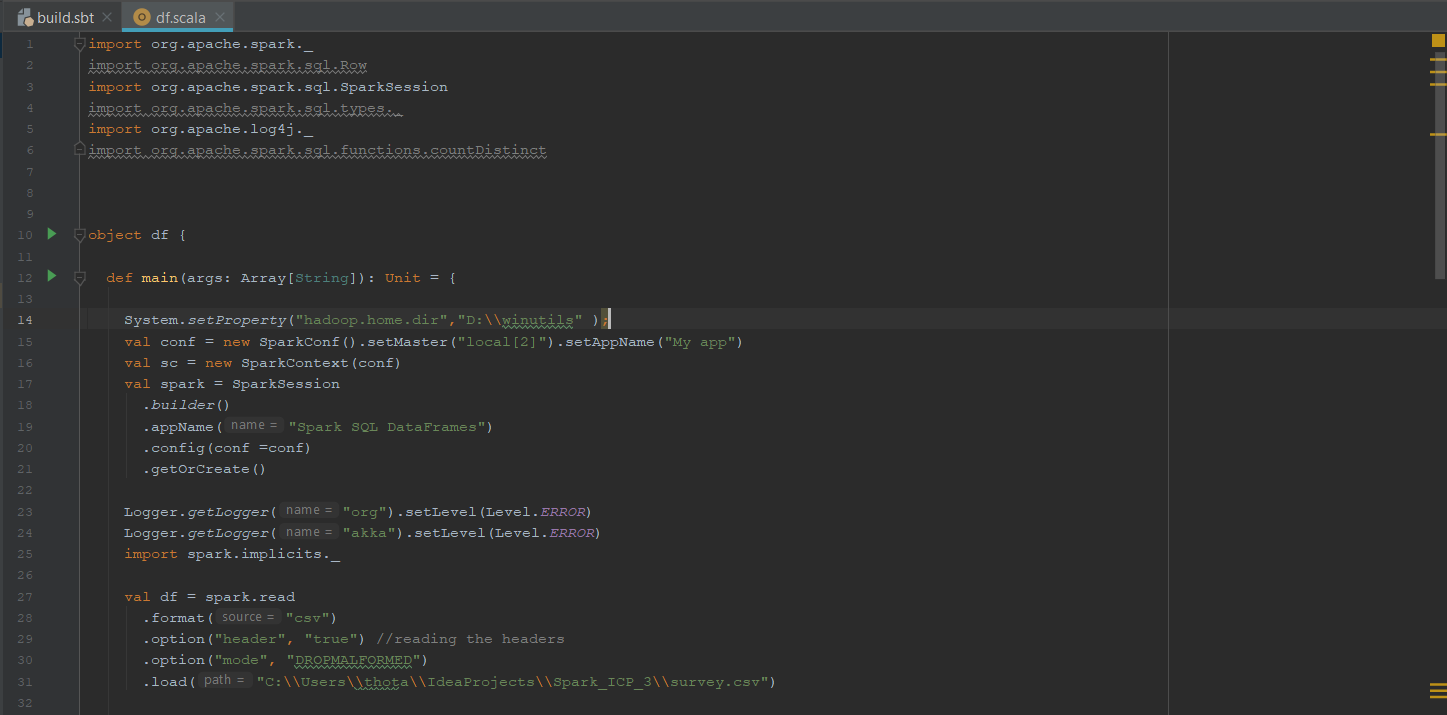 build.sbt df.scala
1 import org.apache.spark._
2 import org.apache.spark.sql.Row
3 import org.apache.spark.sql.SparkSession
4 import org.apache.spark.sql.types._
5 import org.apache.log4j._
6 import org.apache.spark.sql.functions.countDistinct
7
8
9
10 object df {
11
12 def main(args: Array[String]): Unit = {
13
14 System.setProperty("hadoop.home.dir","D:\\winutils" );
15 val conf = new SparkConf().setMaster("local[2]").setAppName("My app")
16 val sc = new SparkContext(conf)
17 val spark = SparkSession
18 .builder()
19 .appName( name = "Spark SQL DataFrames")
20 .config(conf =conf)
21 .getOrCreate()
22
23 Logger.getLogger( name = "org").setLevel(Level.ERROR)
24 Logger.getLogger( name = "akka").setLevel(Level.ERROR)
25 import spark.implicits._
26
27 val df = spark.read
28 .format( source = "csv")
29 .option("header", "true") //reading the headers
30 .option("mode", "DROPMALFORMED")
31 .load( path = "C:\\Users\\thota\\IdeaProjects\\Spark_ICP_3\\survey.csv")
32